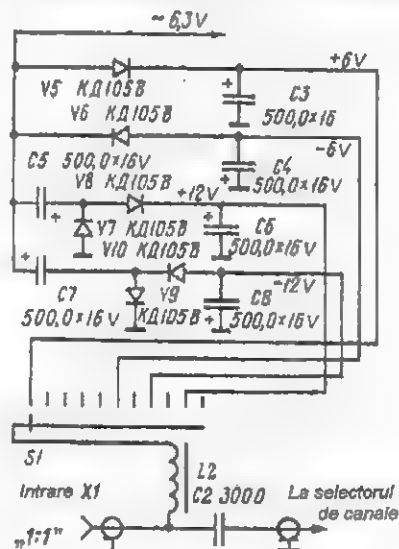 ~ 6,3V
+6V
V5 КД105В
V6 КД105В
C3
500,0×16
-6V
C5 500,0×16V
C4
500,0×16V
V8 КД105В
+12V
V7 КД105В
C6
500,0×16V
V10 КД105В
-12V
C7
500,0×16V
V9
КД105В
C8
500,0×16V
S1
L2
Intrare X1
C2 3000
La selectorul
de canale
„1:1"